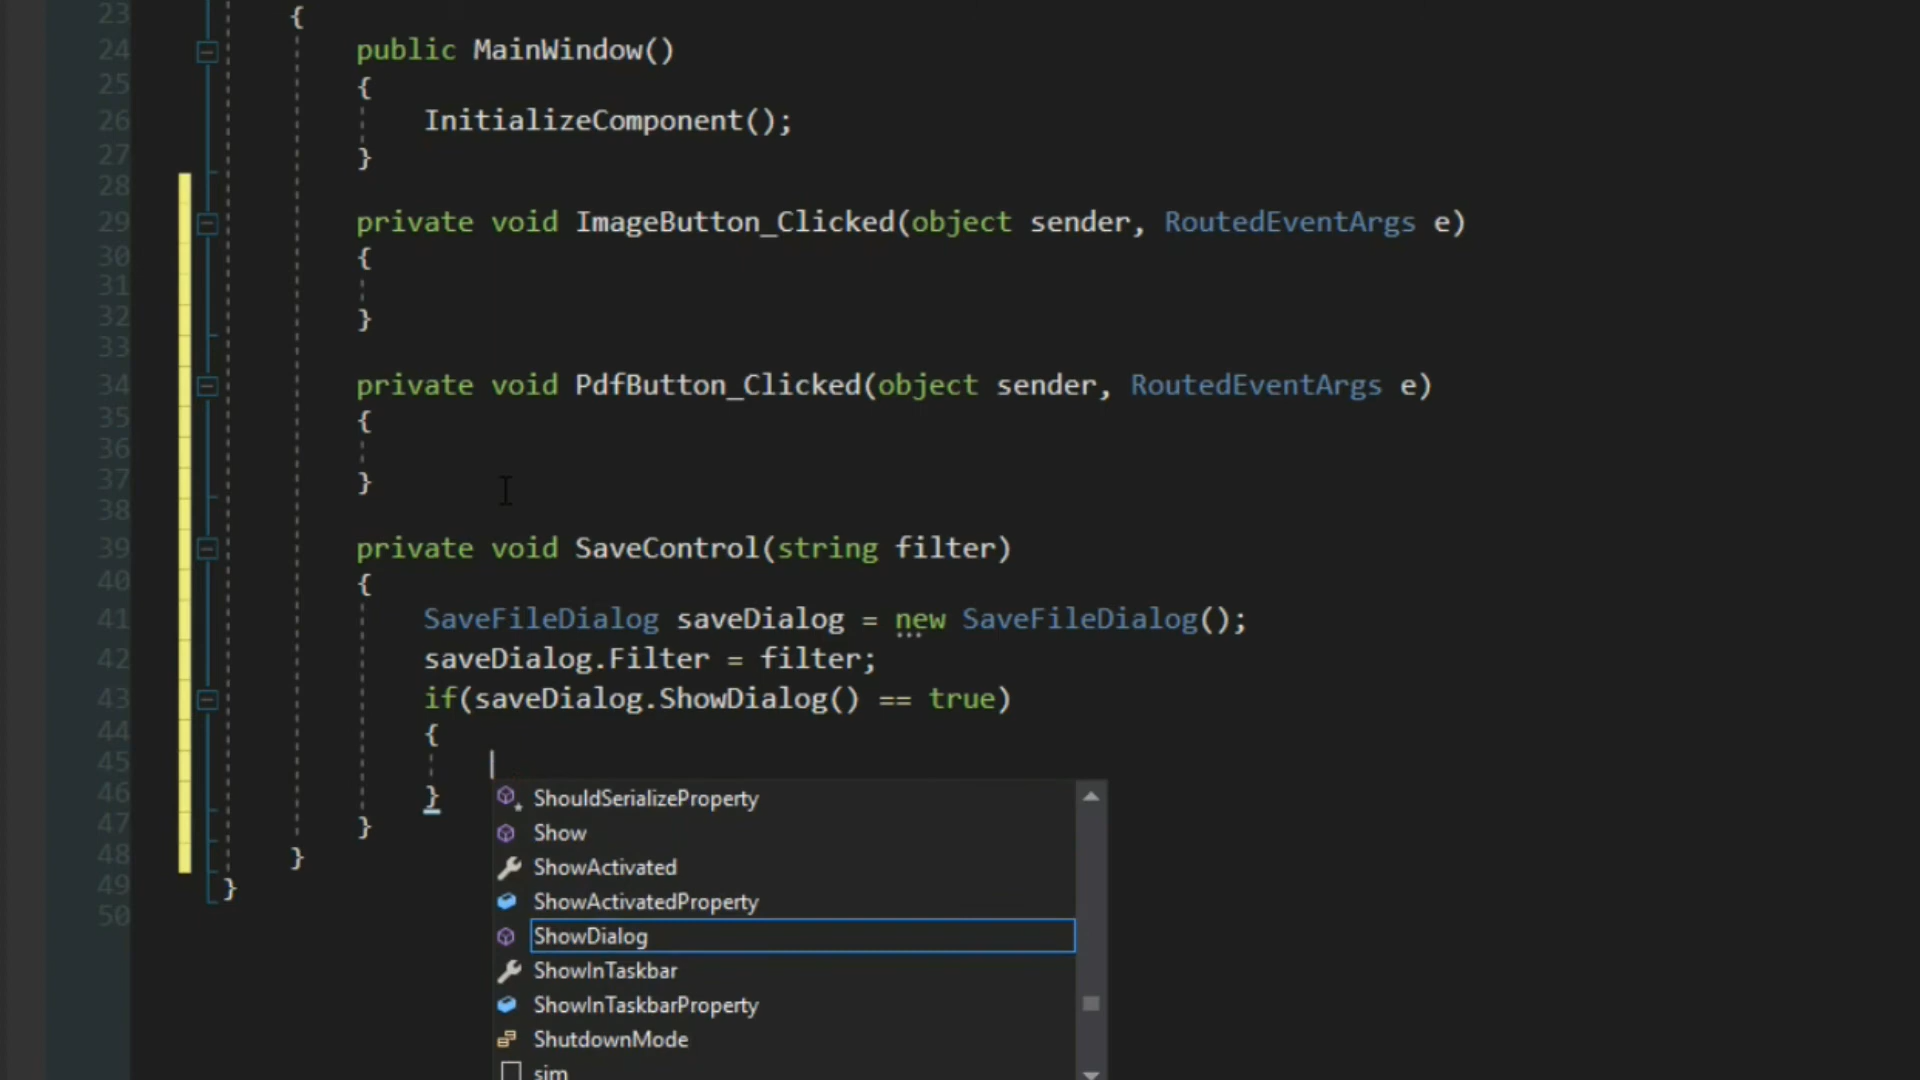 23 {
24 public MainWindow()
25 {
26 InitializeComponent();
27 }
28
29 private void ImageButton_Clicked(object sender, RoutedEventArgs e)
30 {
31
32 }
33
34 private void PdfButton_Clicked(object sender, RoutedEventArgs e)
35 {
36
37 }
38
39 private void SaveControl(string filter)
40 {
41 SaveFileDialog saveDialog = new SaveFileDialog();
42 saveDialog.Filter = filter;
43 if(saveDialog.ShowDialog() == true)
44 {
45
46 }
47 }
48 }
49 }
50
ShouldSerializeProperty
Show
ShowActivated
ShowActivatedProperty
ShowDialog
ShowInTaskbar
ShowInTaskbarProperty
ShutdownMode
sim